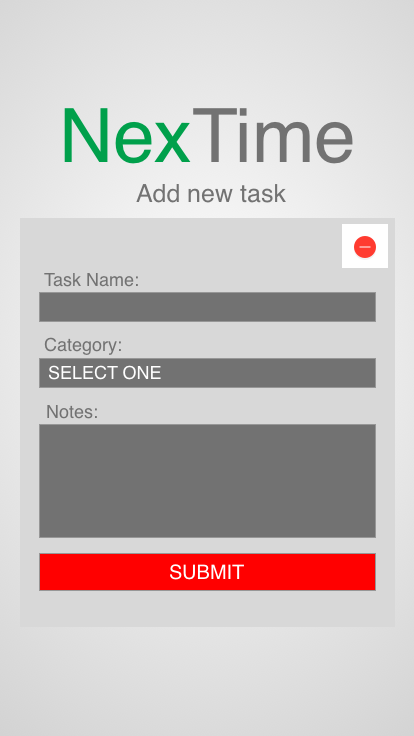 NexTime
Add new task
Task Name:
Category:
SELECT ONE
Notes:
SUBMIT